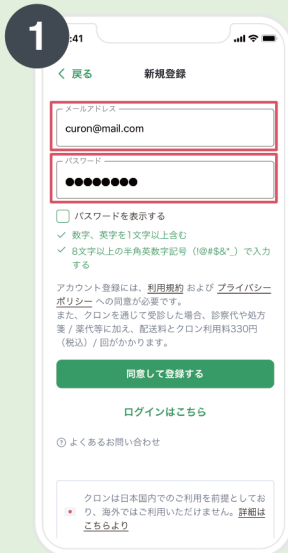 1
:41
戻る
新規登録
メールアドレス
curon@mail.com
パスワード
●●●●●●●●
パスワードを表示する
数字、英字を1文字以上含む
8文字以上の半角英数字記号（!@#$&*_）で入力
する
アカウント登録には、利用規約 および プライバシー
ポリシー への同意が必要です。
また、クロンを通じて受診した場合、診察代や処方
箋 / 薬代等に加え、配送料とクロン利用料330円
（税込）/ 回がかかります。
同意して登録する
ログインはこちら
よくあるお問い合わせ
クロンは日本国内でのご利用を前提としてお
り、海外ではご利用いただけません。詳細は
こちらより